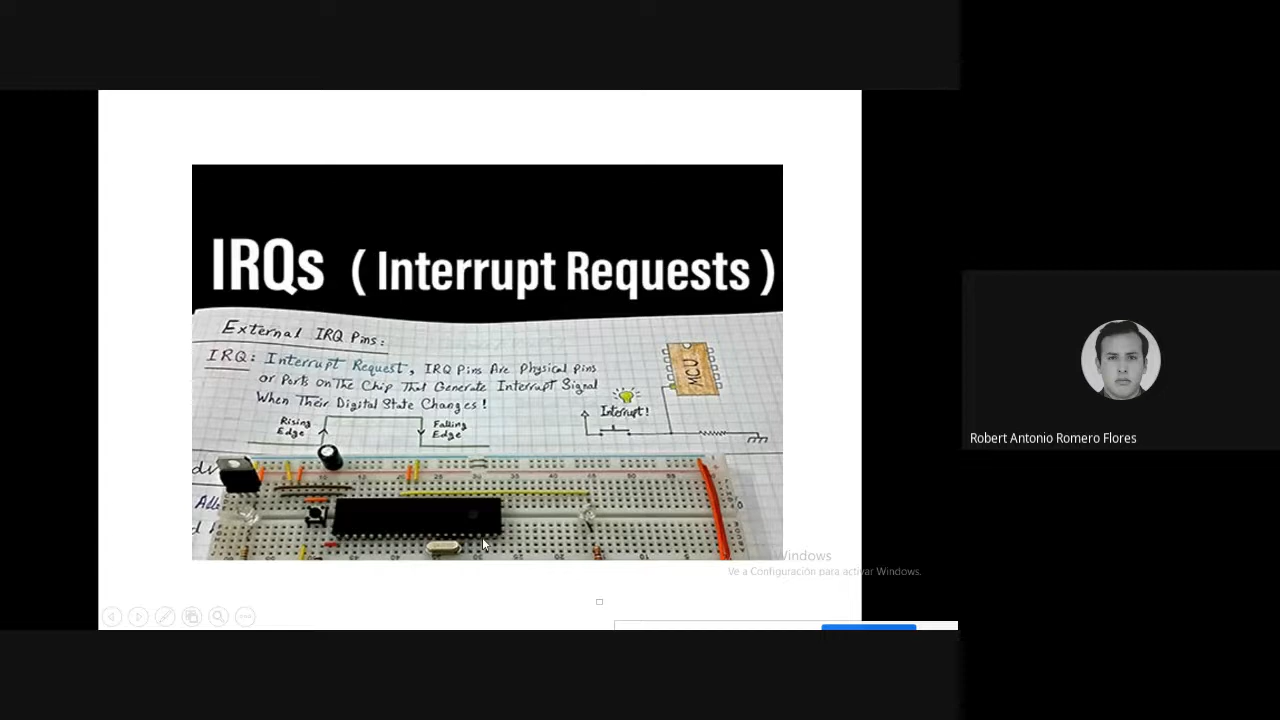 IRQs ( Interrupt Requests )
External IRQ Pins:
IRQ: Interrupt Request, IRQ Pins Are Physical Pins
or Ports on The Chip That Generate Interrupt Signal
When Their Digital State Changes!
MCU
Interrupt!
Rising
Edge
Falling
Edge
Windows
Ve a Configuración para activar Windows.
Robert Antonio Romero Flores